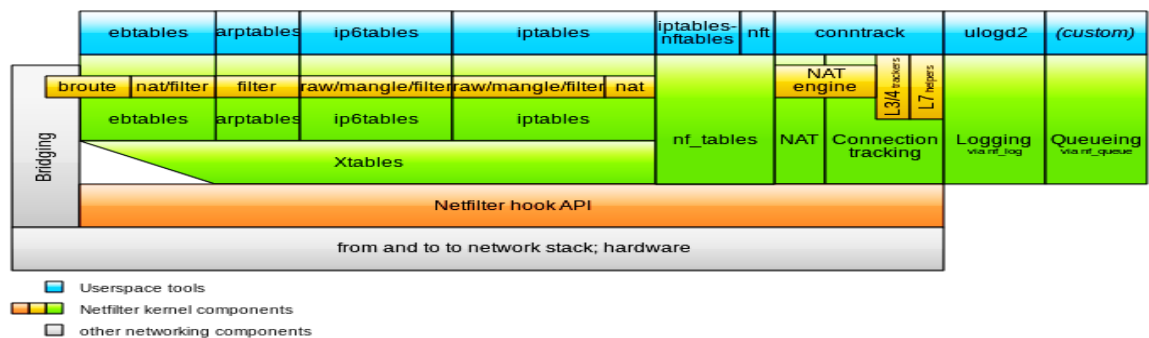 ebtables arptables ip6tables iptables iptables-nftables nft conntrack ulogd2 (custom)
broute nat/filter filter raw/mangle/filter raw/mangle/filter nat NAT engine L3/4 trackers L7 helpers
ebtables arptables ip6tables iptables
nf_tables NAT Connection tracking Logging via nf_log Queueing via nf_queue
Bridging
Xtables
Netfilter hook API
from and to to network stack; hardware
Userspace tools
Netfilter kernel components
other networking components